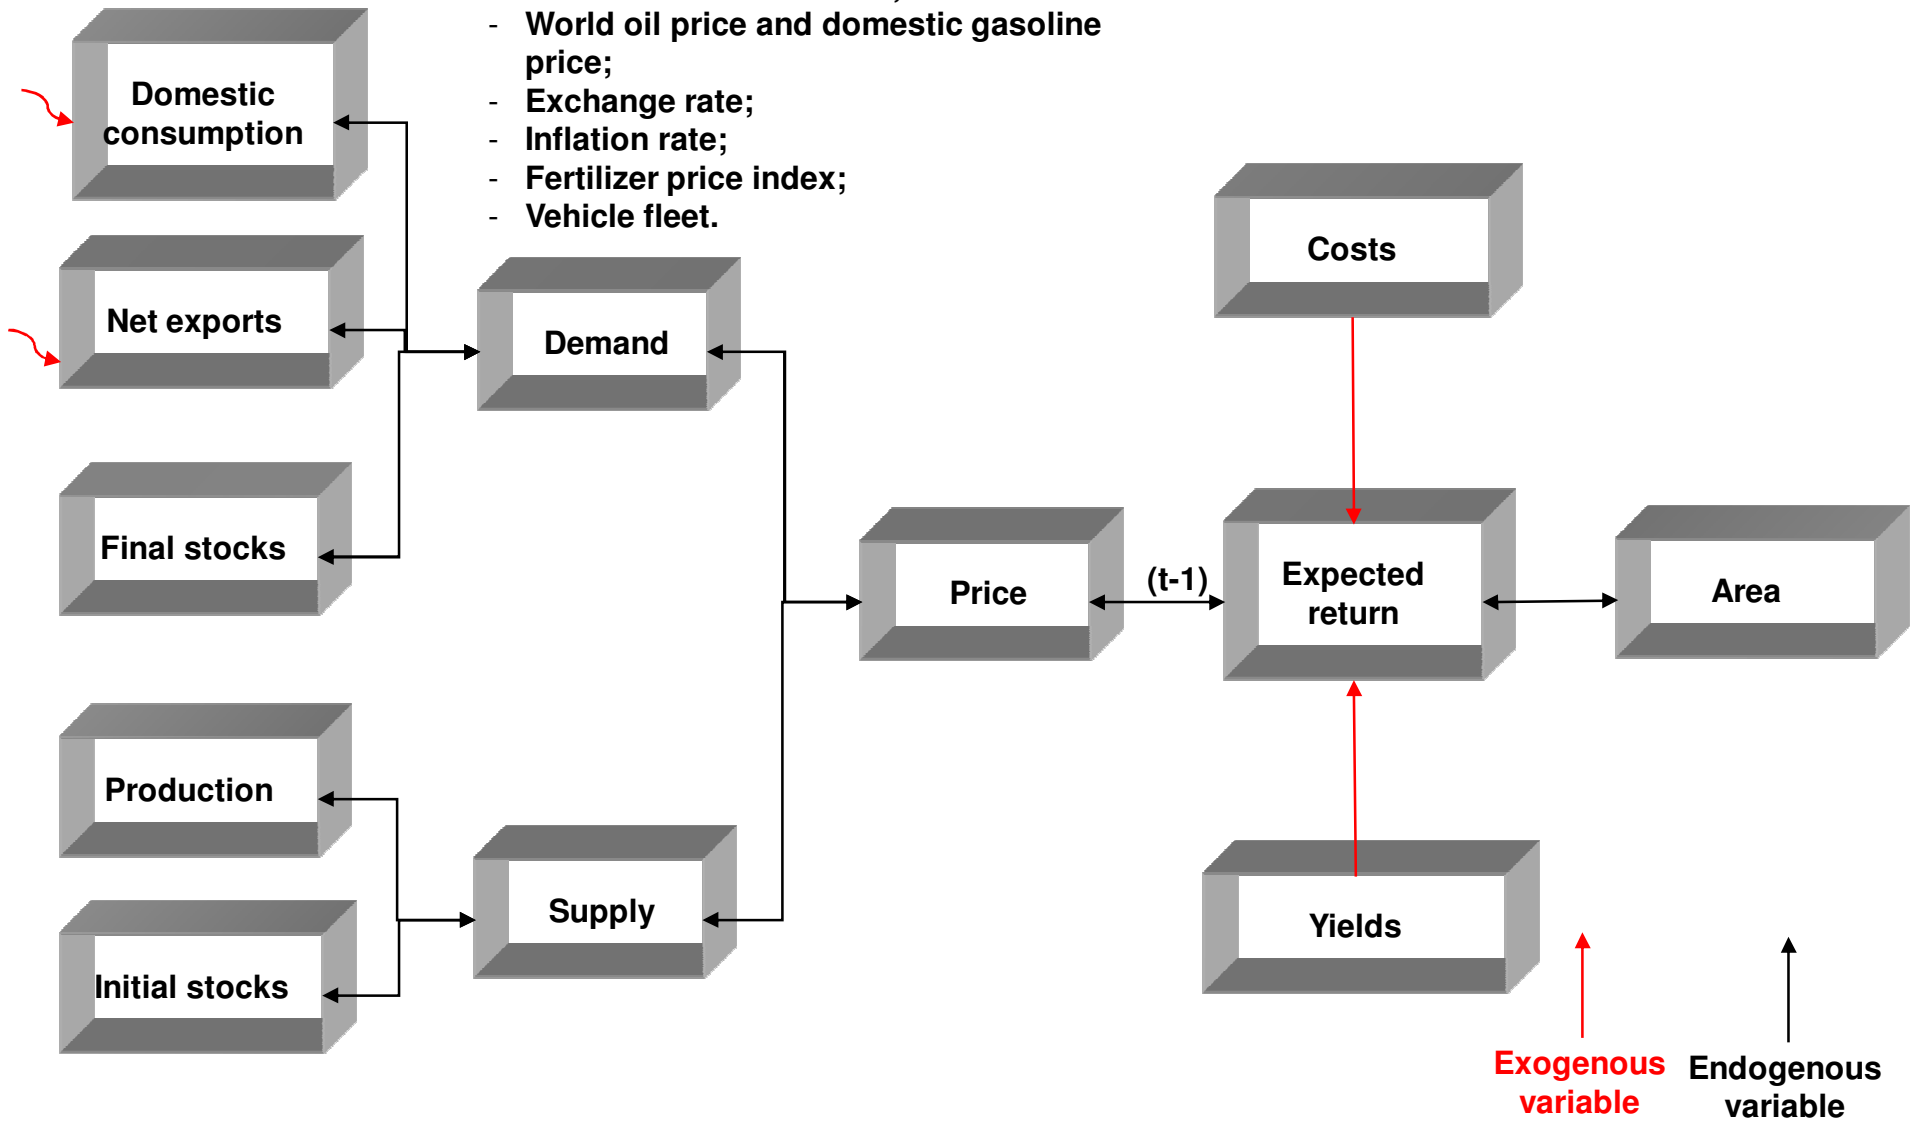 - World oil price and domestic gasoline
price;
- Exchange rate;
- Inflation rate;
- Fertilizer price index;
- Vehicle fleet.
Domestic
consumption
Net exports
Final stocks
Production
Initial stocks
Demand
Supply
Price
(t-1)
Costs
Expected
return
Area
Yields
Exogenous
variable
Endogenous
variable